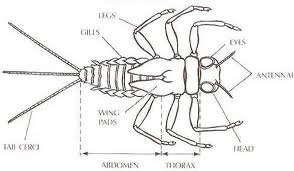 LEGS
GILLS
EYES
ANTENNAE
WING
PADS
TAIL CERCI
HEAD
ABDOMEN
THORAX